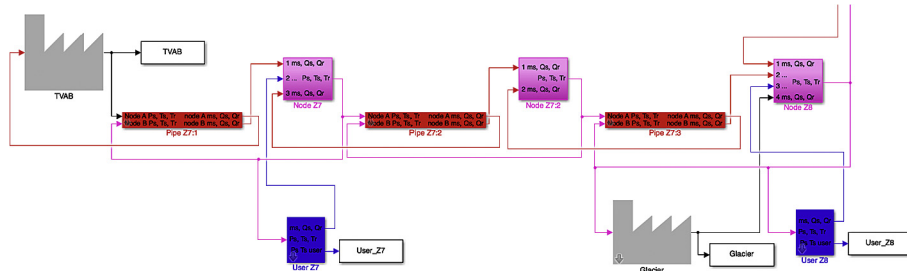 TVAB
TVAB
1 ms, Qs, Qr
2 ... Ps, Ts, Tr
3 ms, Qs, Qr
Node Z7
1 ms, Qs, Qr
Ps, Ts, Tr
2 ms, Qs, Qr
Node Z7:2
1 ms, Qs, Qr
2 ...
Ps, Ts, Tr
3 ...
4 ms, Qs, Qr
Node Z8
Node A Ps, Ts, Tr node A ms, Qs, Qr
Node B Ps, Ts, Tr node B ms, Qs, Qr
Pipe Z7:1
Node A Ps, Ts, Tr node A ms, Qs, Qr
Node B Ps, Ts, Tr node B ms, Qs, Qr
Pipe Z7:2
Node A Ps, Ts, Tr node A ms, Qs, Qr
Node B Ps, Ts, Tr node B ms, Qs, Qr
Pipe Z7:3
ms, Qs, Qr
Ps, Ts, Tr
Ps Ts user
User Z7
User_Z7
Glacier
Glacier
ms, Qs, Qr
Ps, Ts, Tr
Ps Ts user
User Z8
User_Z8